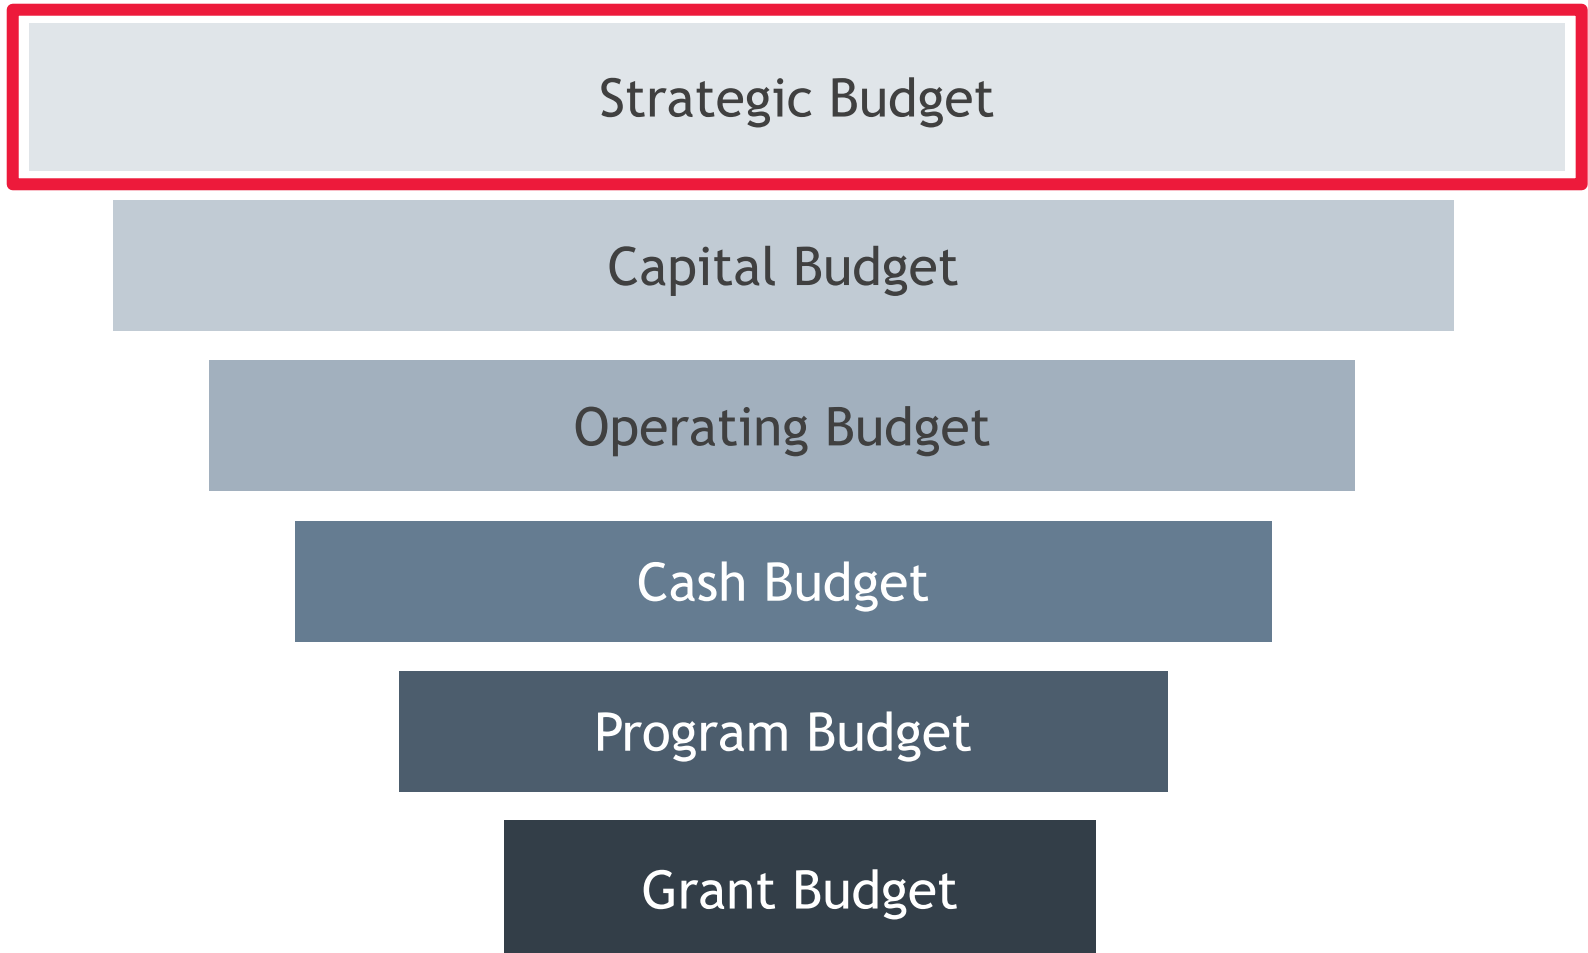 Strategic Budget
Capital Budget
Operating Budget
Cash Budget
Program Budget
Grant Budget